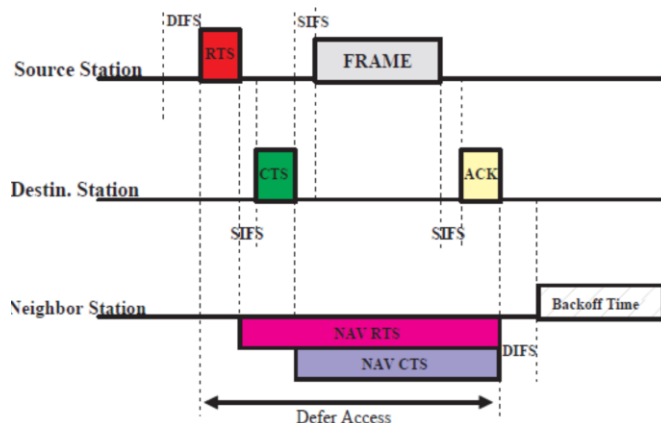 DIFS
SIFS
RTS
Source Station
FRAME
Destin. Station
CTS
ACK
SIFS
SIFS
Neighbor Station
Backoff Time
NAV RTS
DIFS
NAV CTS
Defer Access